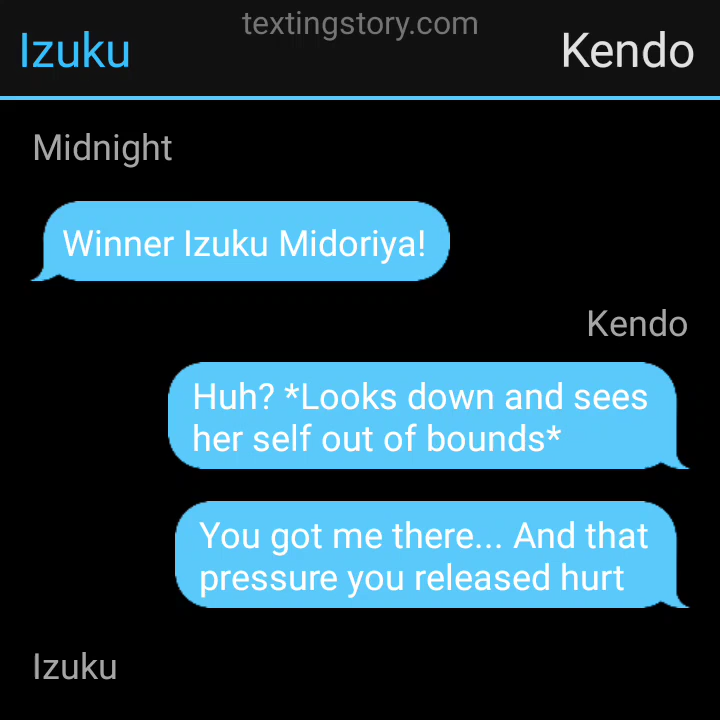 textingstory.com
Izuku
Kendo
Midnight
Winner Izuku Midoriya!
Kendo
Huh? *Looks down and sees
her self out of bounds*
You got me there... And that
pressure you released hurt
Izuku